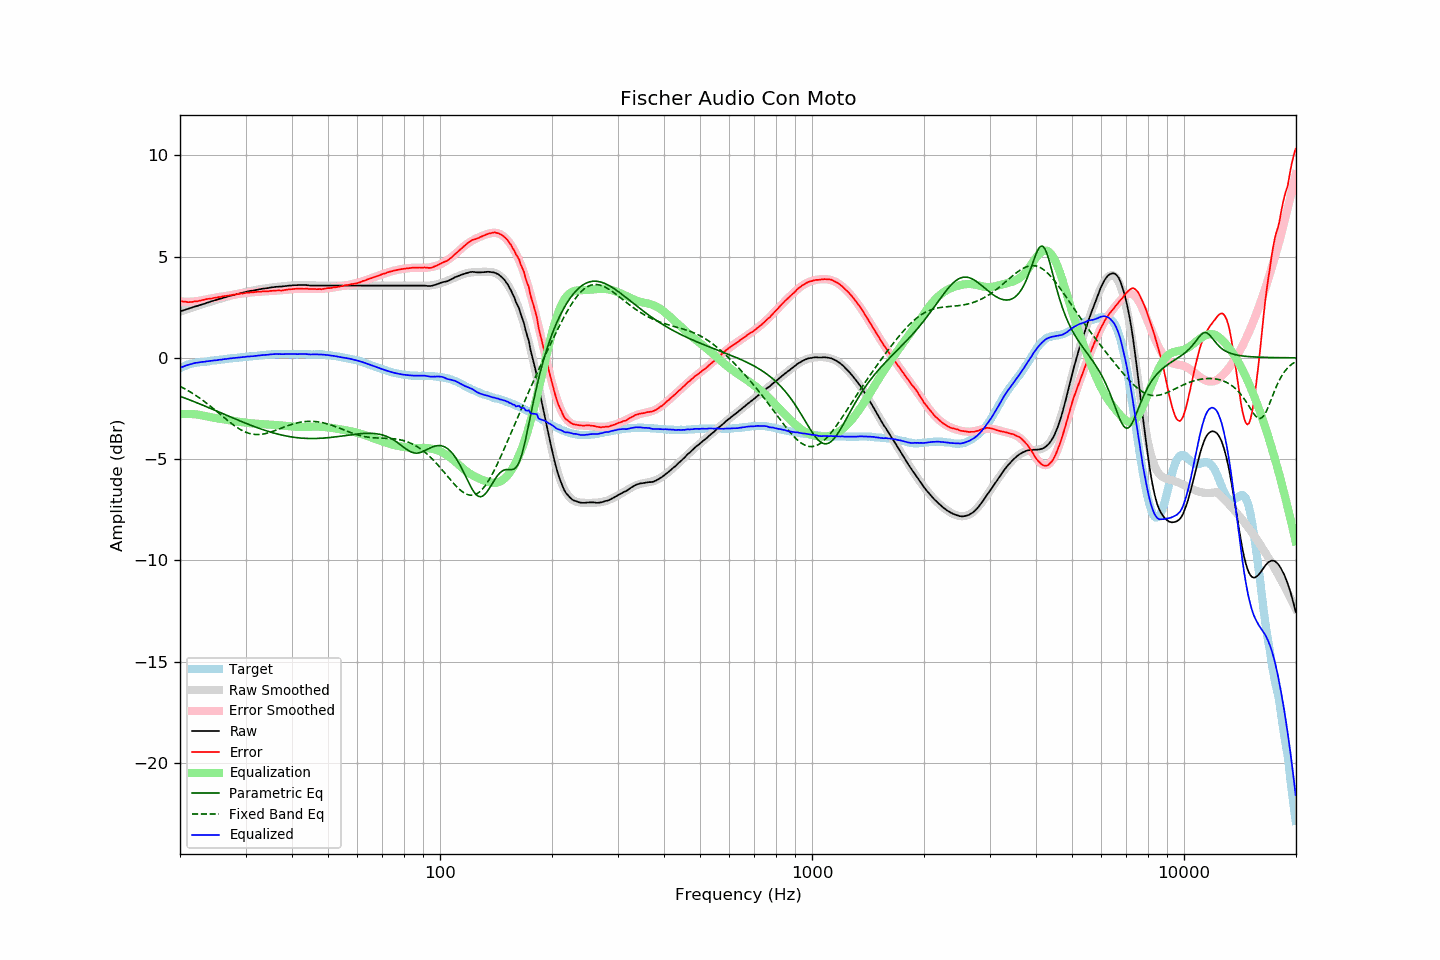 Fischer Audio Con Moto
10
5
0
−5
−10
−15
−20
Amplitude (dBr)
Target
Raw Smoothed
Error Smoothed
Raw
Error
Equalization
Parametric Eq
Fixed Band Eq
Equalized
100
1000
10000
Frequency (Hz)